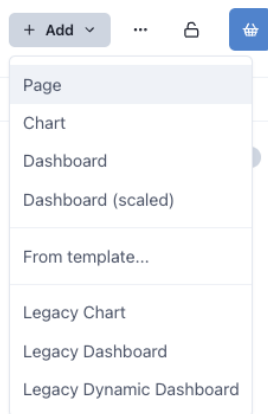 + Add
Page
Chart
Dashboard
Dashboard (scaled)
From template...
Legacy Chart
Legacy Dashboard
Legacy Dynamic Dashboard